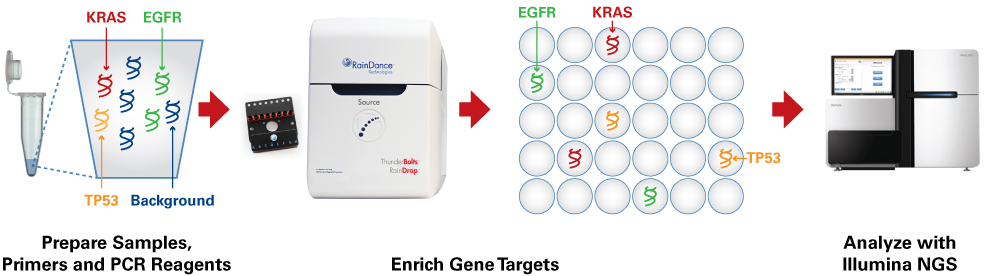 KRAS EGFR
TP53 Background
RainDance
Technologies
Source
ThunderBolts
RainDrop
EGFR KRAS
TP53
Prepare Samples,
Primers and PCR Reagents
Enrich Gene Targets
Analyze with
Illumina NGS